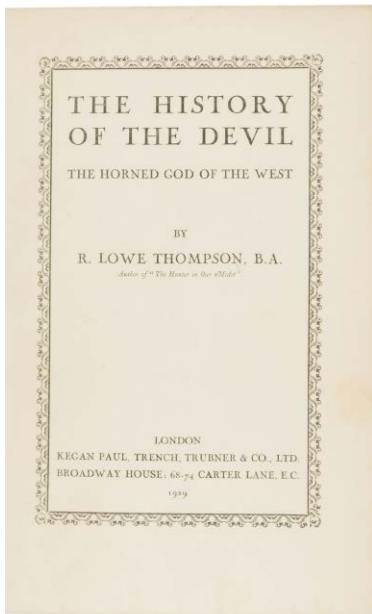 THE HISTORY
OF THE DEVIL
THE HORNED GOD OF THE WEST
BY
R. LOWE THOMPSON, B.A.
Author of "The Hunter in Our Midst"
LONDON
KEGAN PAUL, TRENCH, TRUBNER & CO., LTD.
BROADWAY HOUSE: 68-74 CARTER LANE, E.C.
1929